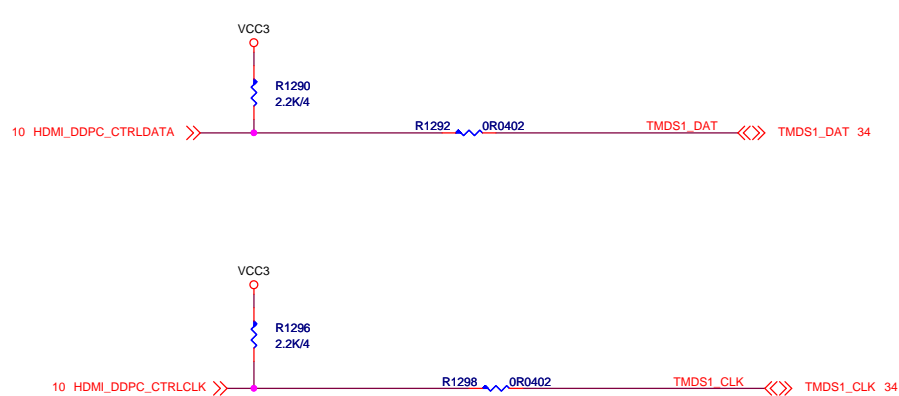 VCC3
R1290
2.2K/4
10 HDMI_DDPC_CTRLDATA
R1292
0R0402
TMDS1_DAT
TMDS1_DAT 34
VCC3
R1296
2.2K/4
10 HDMI_DDPC_CTRLCLK
R1298
0R0402
TMDS1_CLK
TMDS1_CLK 34